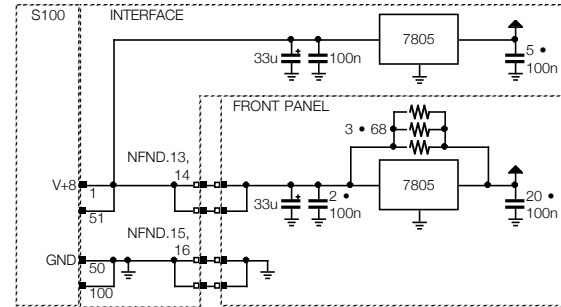 S100
INTERFACE
7805
33u
+
100n
5 •
100n
FRONT PANEL
3 • 68
NFND.13,
14
V+8
1
51
7805
33u
+
2 •
100n
20 •
100n
NFND.15,
16
GND
50
100